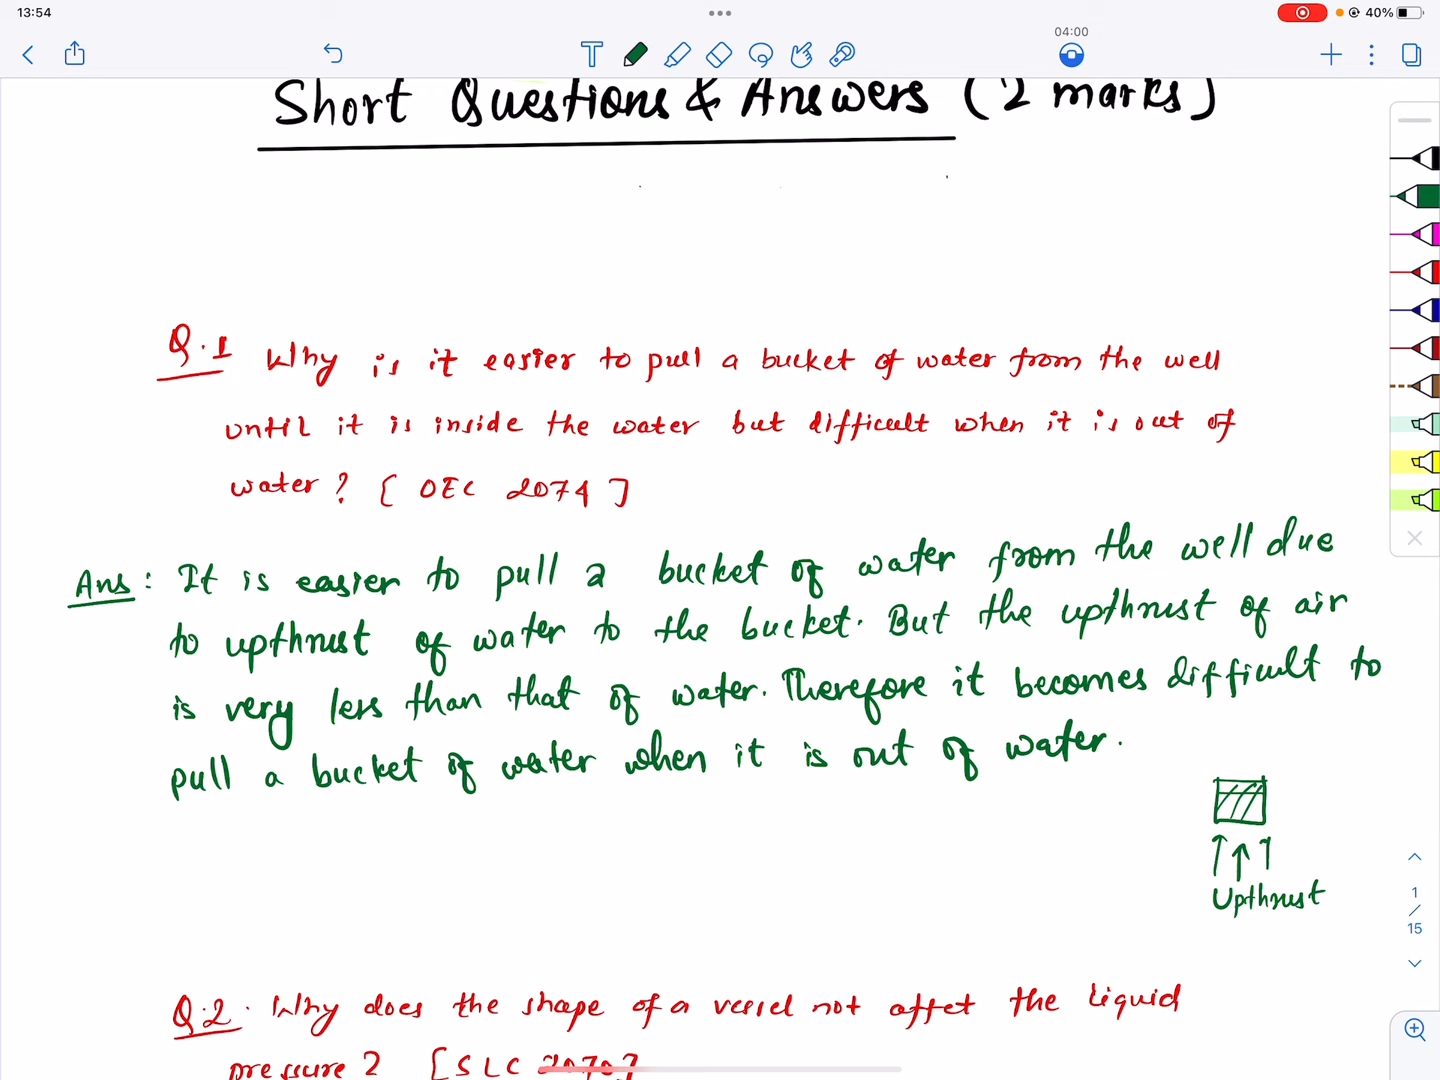 13:54
40%
04:00
Short Questions & Answers (2 marks)
Q.1 Why is it easier to pull a bucket of water from the well
until it is inside the water but difficult when it is out of
water? [OEC 2074]
Ans: It is easier to pull a bucket of water from the well due
to upthrust of water to the bucket. But the upthrust of air
is very less than that of water. Therefore it becomes difficult to
pull a bucket of water when it is out of water.
Upthrust
1
/
15
Q.2. Why does the shape of a vessel not affet the liquid
pressure? [SLC 2070]